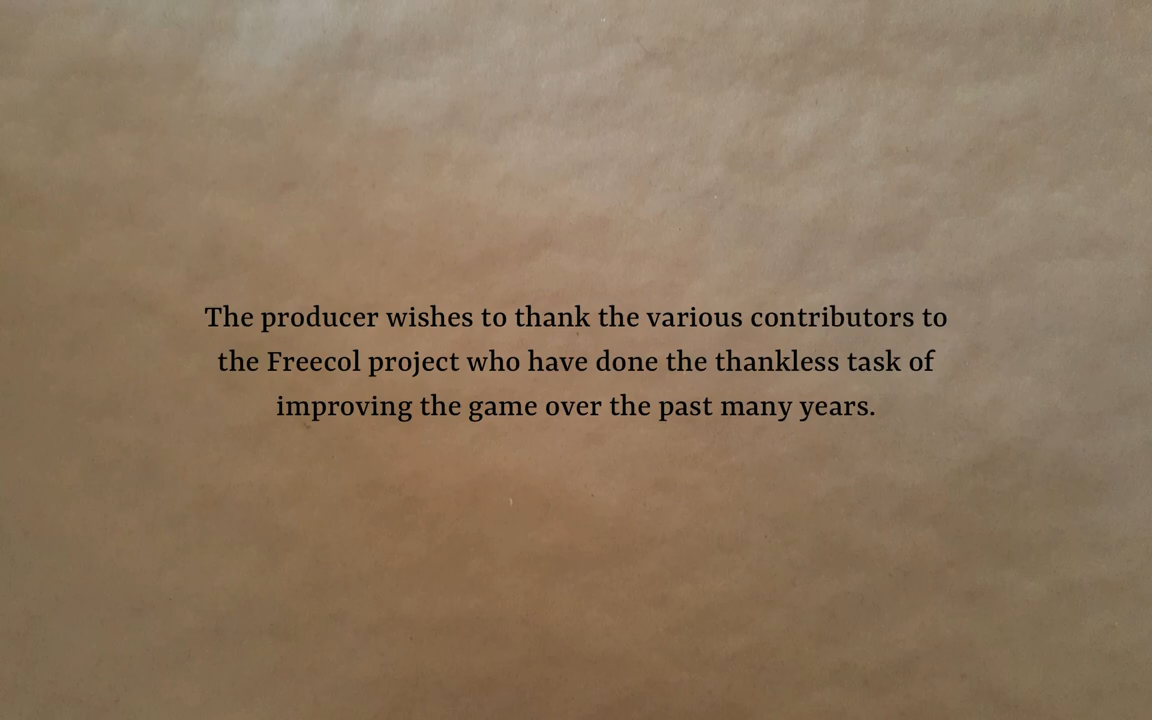 The producer wishes to thank the various contributors to
the Freecol project who have done the thankless task of
improving the game over the past many years.